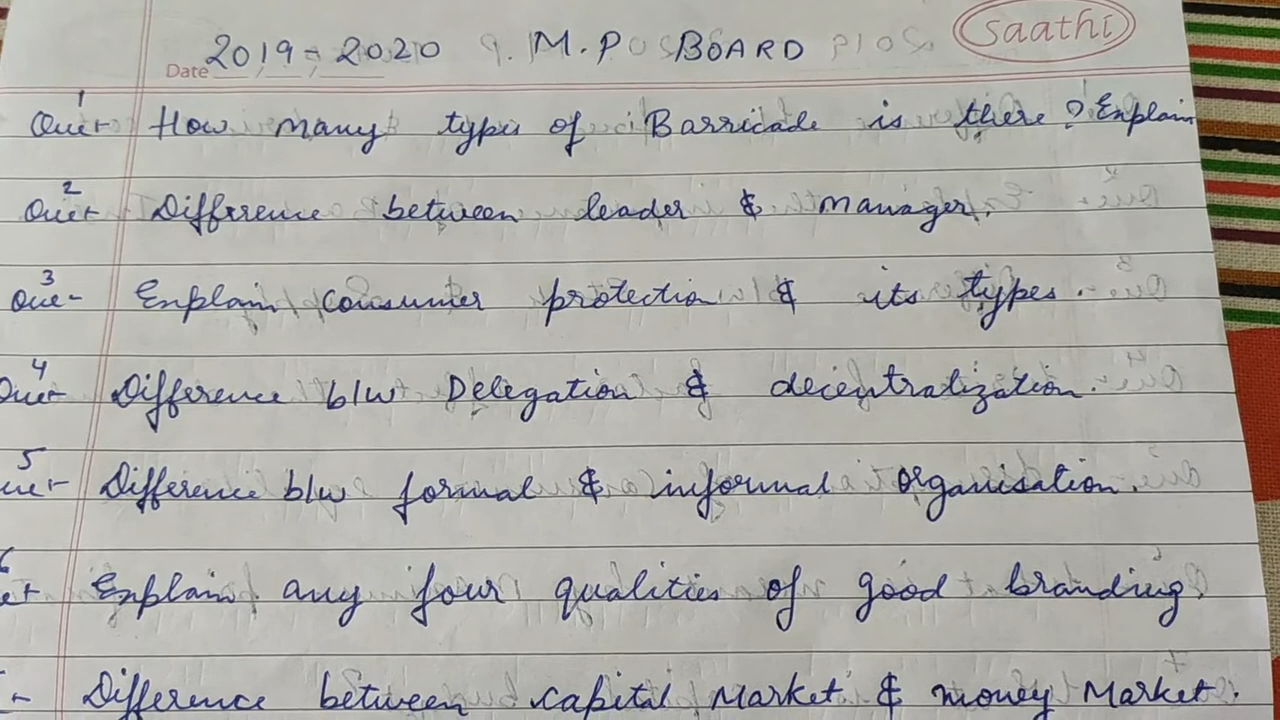 saathi
Date 2019-2020 M.P BOARD
1
Que- How many types of Barricade is there? Explain
2
Que- Difference between leader & manager.
3
Que- Explain consumer protection & its types.
4
Que- Difference b/w Delegation & decentralization.
5
ue- Difference b/w formal & informal organisation.
6
e- Explain any four qualities of good branding.
- Difference between capital Market & money Market.